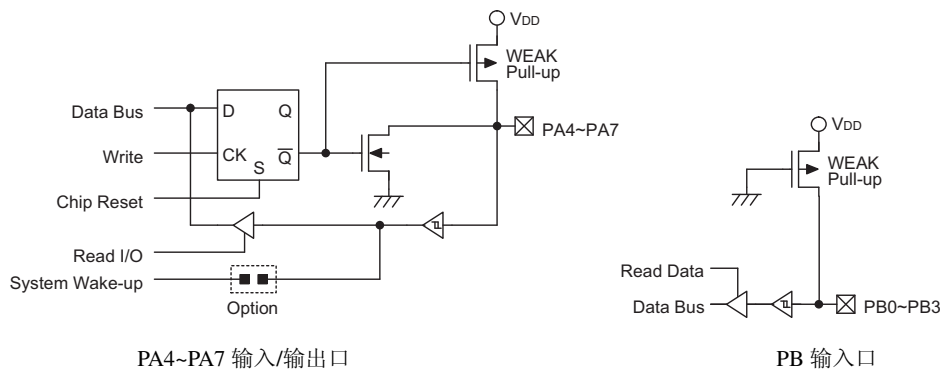 VDD
WEAK
Pull-up
Data Bus
D
Q
PA4~PA7
Write
CK
Q
S
Chip Reset
Read I/O
System Wake-up
Option
PA4~PA7 输入/输出口
VDD
WEAK
Pull-up
Read Data
Data Bus
PB0~PB3
PB 输入口